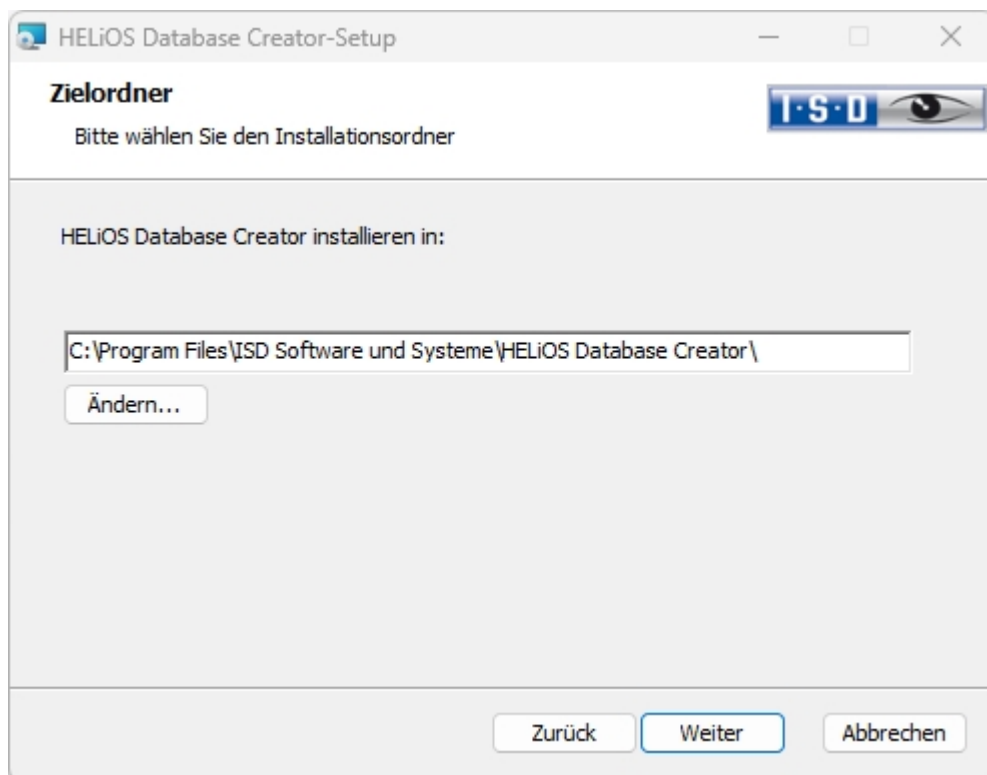 HELiOS Database Creator-Setup
Zielordner
I·S·D
Bitte wählen Sie den Installationsordner
HELiOS Database Creator installieren in:
C:\Program Files\ISD Software und Systeme\HELiOS Database Creator\
Ändern...
Zurück Weiter Abbrechen